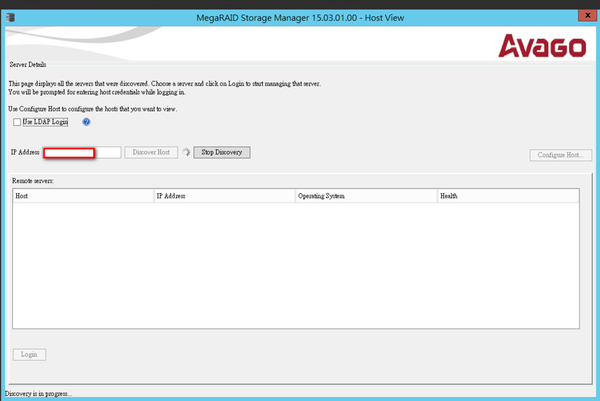 MegaRAID Storage Manager 15.03.01.00 - Host View
AVAGO
Server Details
This page displays all the servers that were discovered. Choose a server and click on Login to start managing that server.
You will be prompted for entering host credentials while logging in.
Use Configure Host to configure the hosts that you want to view.
Use LDAP Login
IP Address Discover Host Stop Discovery
Configure Host...
Remote servers:
Host IP Address Operating System Health
Login
Discovery is in progress...